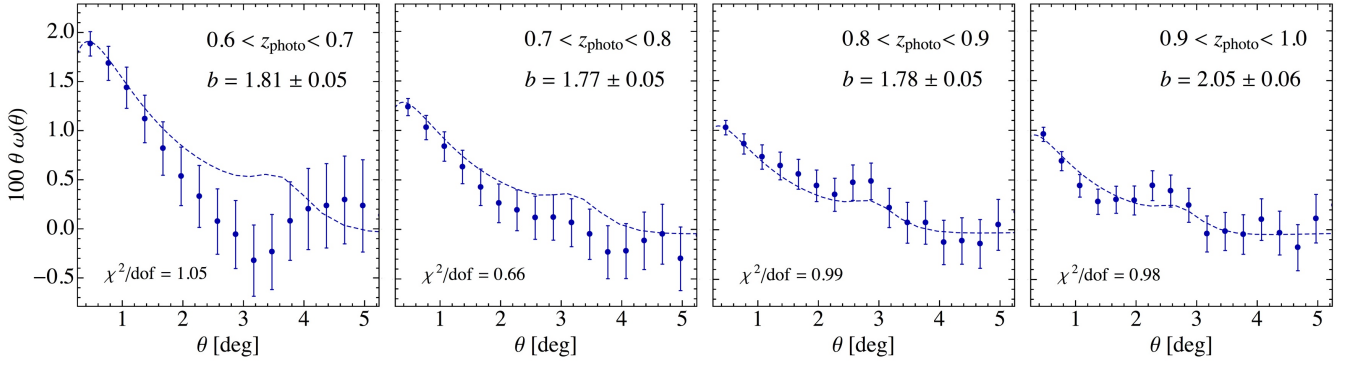 0.6 < z_photo < 0.7
b = 1.81 ± 0.05
χ²/dof = 1.05
0.7 < z_photo < 0.8
b = 1.77 ± 0.05
χ²/dof = 0.66
0.8 < z_photo < 0.9
b = 1.78 ± 0.05
χ²/dof = 0.99
0.9 < z_photo < 1.0
b = 2.05 ± 0.06
χ²/dof = 0.98
100 θ ω(θ)
2.0
1.5
1.0
0.5
0.0
−0.5
1 2 3 4 5
1 2 3 4 5
1 2 3 4 5
1 2 3 4 5
θ [deg]
θ [deg]
θ [deg]
θ [deg]